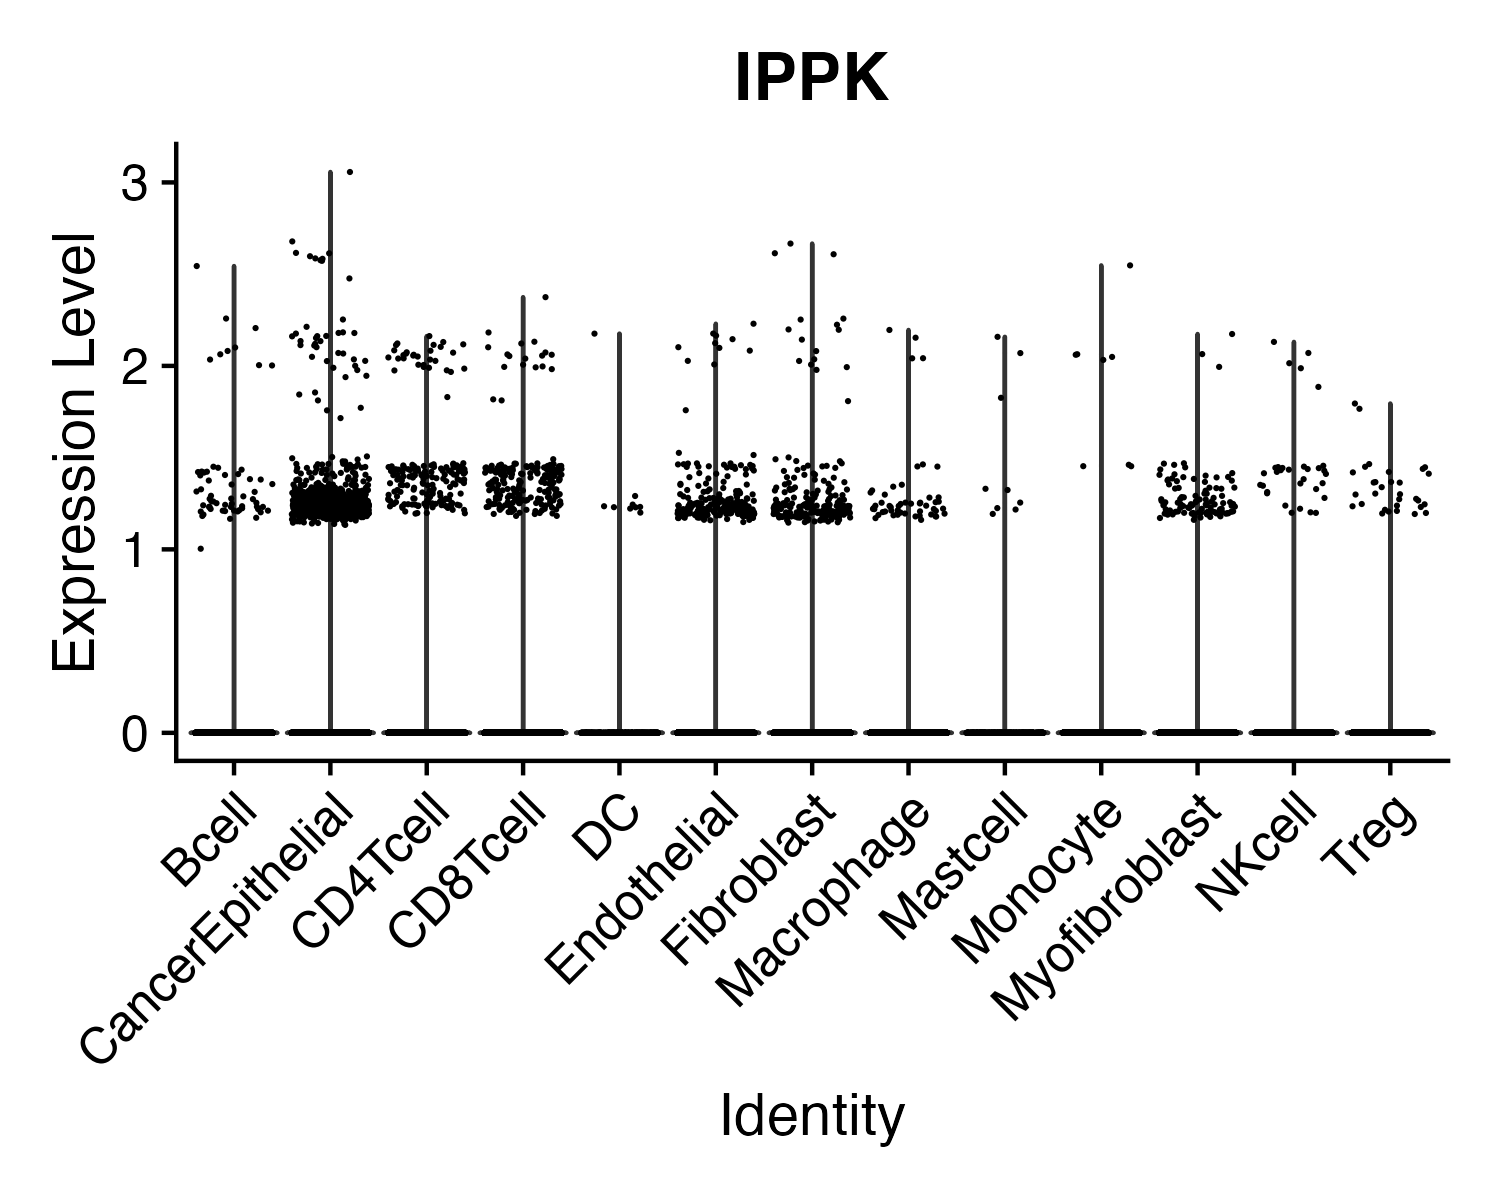 IPPK
Expression Level
3
2
1
0
Bcell
CancerEpithelial
CD4Tcell
CD8Tcell
DC
Endothelial
Fibroblast
Macrophage
Mastcell
Monocyte
Myofibroblast
NKcell
Treg
Identity